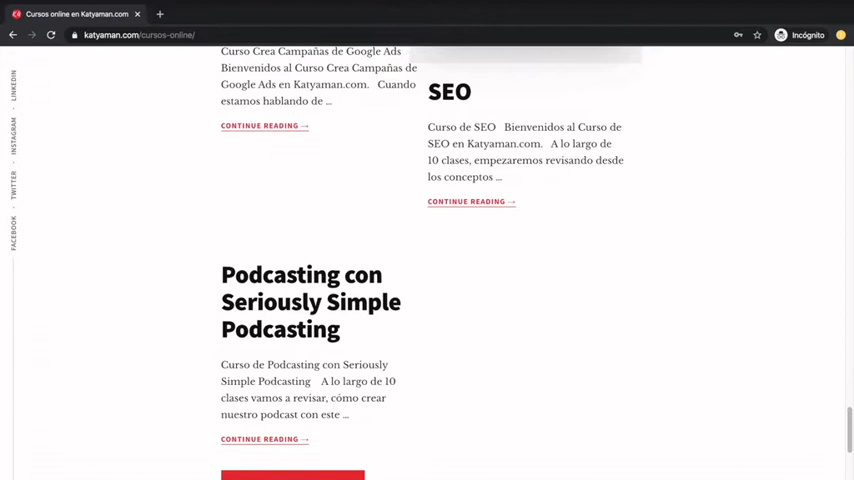 Cursos online en Katyaman.com
katyaman.com/cursos-online/
Incógnito
LINKEDIN
INSTAGRAM
TWITTER
FACEBOOK
Curso Crea Campañas de Google Ads
Bienvenidos al Curso Crea Campañas de
Google Ads en Katyaman.com. Cuando
estamos hablando de ...
CONTINUE READING →
SEO
Curso de SEO Bienvenidos al Curso de
SEO en Katyaman.com. A lo largo de
10 clases, empezaremos revisando desde
los conceptos ...
CONTINUE READING →
Podcasting con
Seriously Simple
Podcasting
Curso de Podcasting con Seriously
Simple Podcasting A lo largo de 10
clases vamos a revisar, cómo crear
nuestro podcast con este ...
CONTINUE READING →